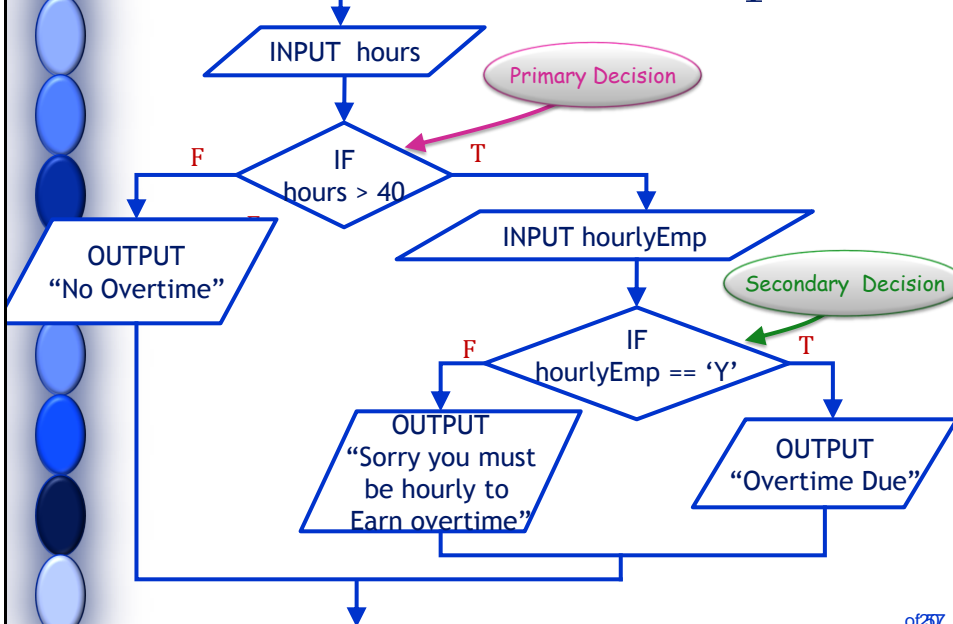 INPUT hours
Primary Decision
F
T
IF
hours > 40
OUTPUT
“No Overtime”
INPUT hourlyEmp
Secondary Decision
F
T
IF
hourlyEmp == ‘Y’
OUTPUT
“Sorry you must
be hourly to
Earn overtime”
OUTPUT
“Overtime Due”
of